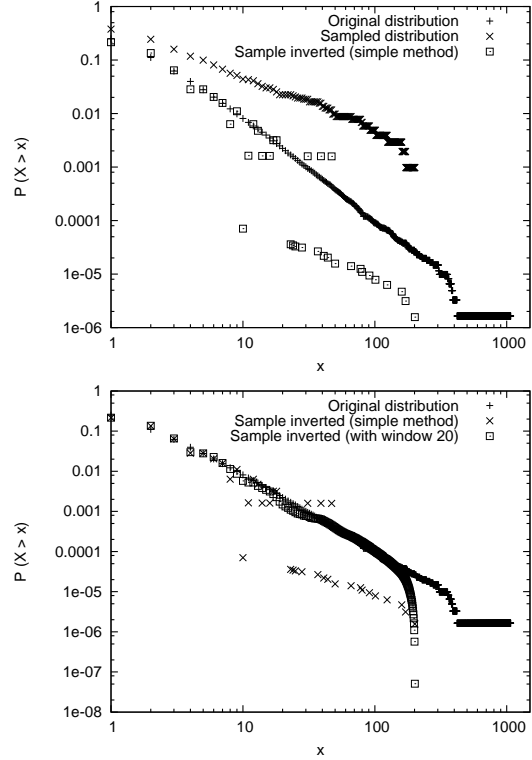 Original distribution
Sampled distribution
Sample inverted (simple method)
1
0.1
0.01
0.001
0.0001
1e-05
1e-06
P (X > x)
1 10 100 1000
x
Original distribution
Sample inverted (simple method)
Sample inverted (with window 20)
1
0.1
0.01
0.001
0.0001
1e-05
1e-06
1e-07
1e-08
P (X > x)
1 10 100 1000
x